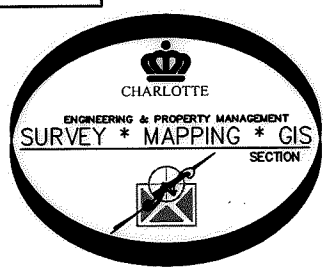 CHARLOTTE
ENGINEERING & PROPERTY MANAGEMENT
SURVEY * MAPPING * GIS
SECTION